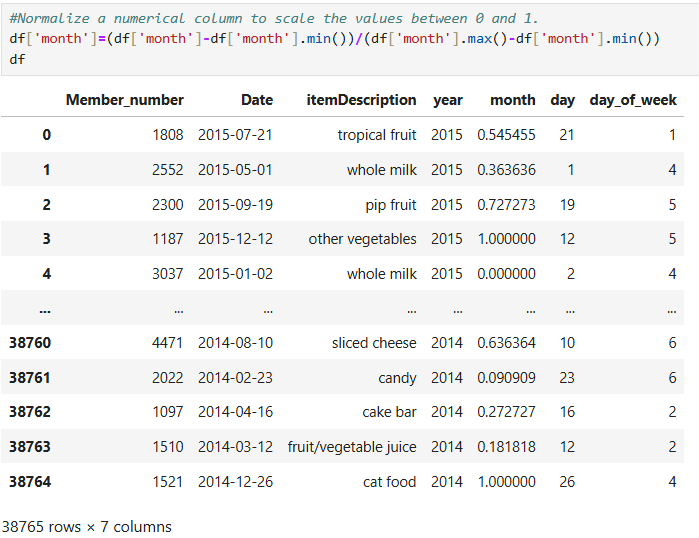 #Normalize a numerical column to scale the values between 0 and 1.
df['month']=(df['month']-df['month'].min())/(df['month'].max()-df['month'].min())
df
Member_number Date itemDescription year month day day_of_week
0 1808 2015-07-21 tropical fruit 2015 0.545455 21 1
1 2552 2015-05-01 whole milk 2015 0.363636 1 4
2 2300 2015-09-19 pip fruit 2015 0.727273 19 5
3 1187 2015-12-12 other vegetables 2015 1.000000 12 5
4 3037 2015-01-02 whole milk 2015 0.000000 2 4
... ... ... ... ... ... ... ...
38760 4471 2014-08-10 sliced cheese 2014 0.636364 10 6
38761 2022 2014-02-23 candy 2014 0.090909 23 6
38762 1097 2014-04-16 cake bar 2014 0.272727 16 2
38763 1510 2014-03-12 fruit/vegetable juice 2014 0.181818 12 2
38764 1521 2014-12-26 cat food 2014 1.000000 26 4
38765 rows × 7 columns